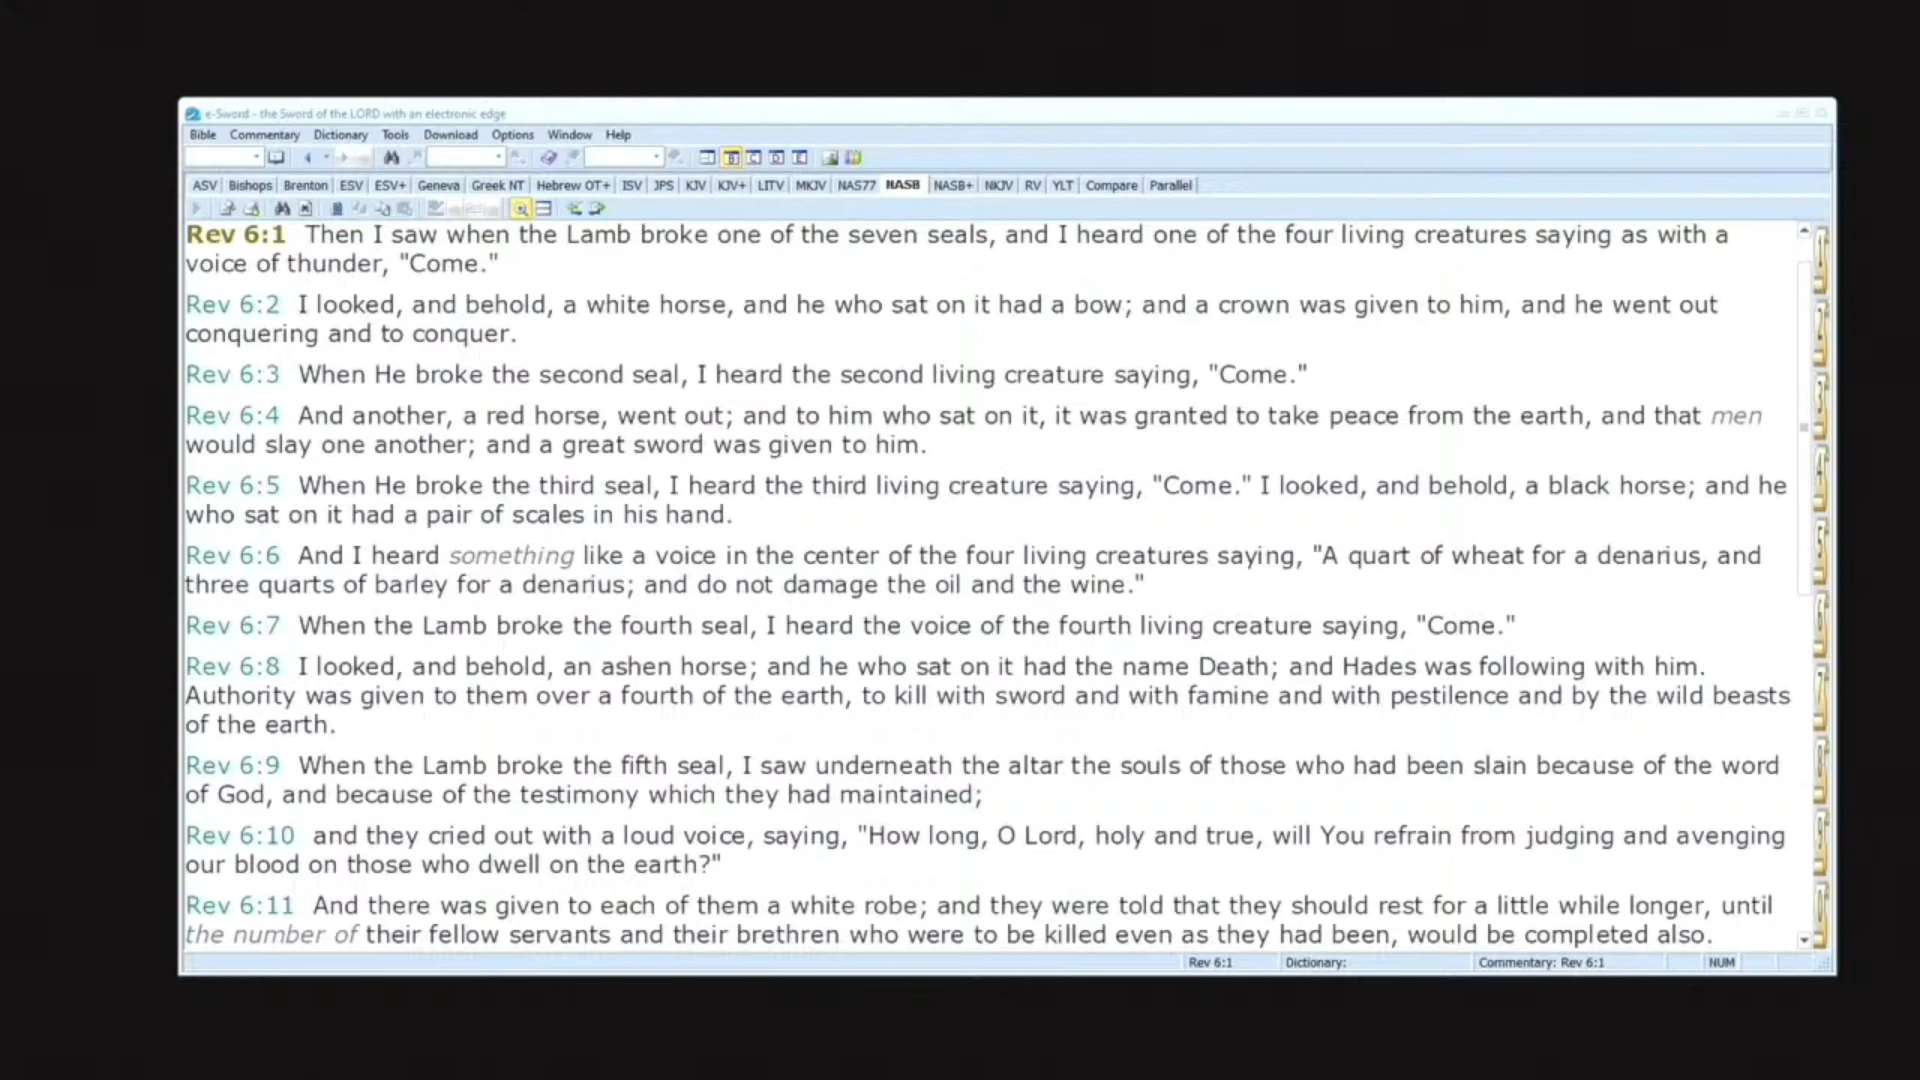 e-Sword - the Sword of the LORD with an electronic edge
Bible Commentary Dictionary Tools Download Options Window Help
ASV Bishops Brenton ESV ESV+ Geneva Greek NT Hebrew OT+ ISV JPS KJV KJV+ LITV MKJV NAS77 NASB NASB+ NKJV RV YLT Compare Parallel
Rev 6:1 Then I saw when the Lamb broke one of the seven seals, and I heard one of the four living creatures saying as with a
voice of thunder, "Come."
Rev 6:2 I looked, and behold, a white horse, and he who sat on it had a bow; and a crown was given to him, and he went out
conquering and to conquer.
Rev 6:3 When He broke the second seal, I heard the second living creature saying, "Come."
Rev 6:4 And another, a red horse, went out; and to him who sat on it, it was granted to take peace from the earth, and that men
would slay one another; and a great sword was given to him.
Rev 6:5 When He broke the third seal, I heard the third living creature saying, "Come." I looked, and behold, a black horse; and he
who sat on it had a pair of scales in his hand.
Rev 6:6 And I heard something like a voice in the center of the four living creatures saying, "A quart of wheat for a denarius, and
three quarts of barley for a denarius; and do not damage the oil and the wine."
Rev 6:7 When the Lamb broke the fourth seal, I heard the voice of the fourth living creature saying, "Come."
Rev 6:8 I looked, and behold, an ashen horse; and he who sat on it had the name Death; and Hades was following with him.
Authority was given to them over a fourth of the earth, to kill with sword and with famine and with pestilence and by the wild beasts
of the earth.
Rev 6:9 When the Lamb broke the fifth seal, I saw underneath the altar the souls of those who had been slain because of the word
of God, and because of the testimony which they had maintained;
Rev 6:10 and they cried out with a loud voice, saying, "How long, O Lord, holy and true, will You refrain from judging and avenging
our blood on those who dwell on the earth?"
Rev 6:11 And there was given to each of them a white robe; and they were told that they should rest for a little while longer, until
the number of their fellow servants and their brethren who were to be killed even as they had been, would be completed also.
Rev 6:1 Dictionary: Commentary: Rev 6:1 NUM